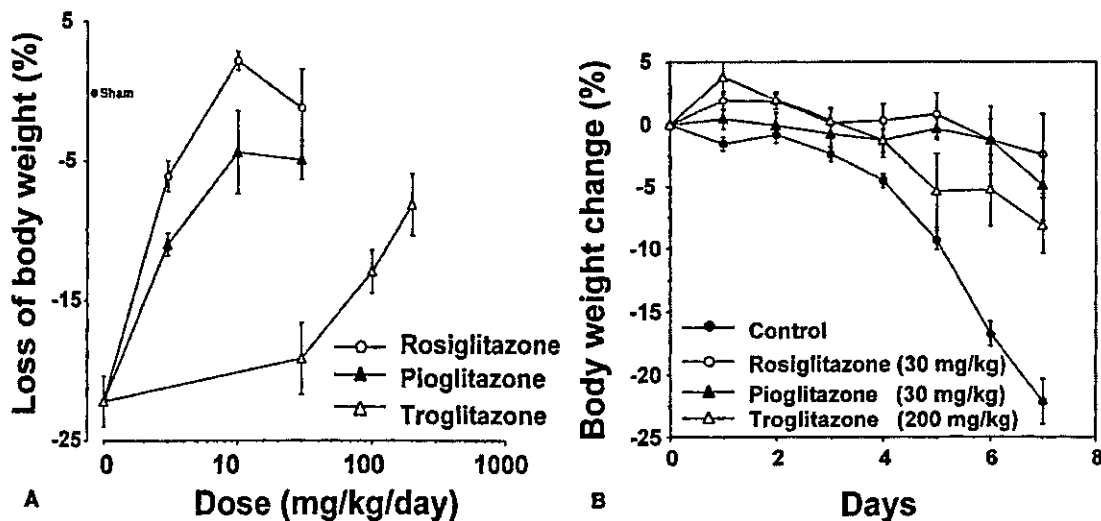 Loss of body weight (%)
5
-5
-15
-25
Sham
Rosiglitazone
Pioglitazone
Troglitazone
0 10 100 1000
Dose (mg/kg/day)
A
Body weight change (%)
5
0
-5
-10
-15
-20
-25
Control
Rosiglitazone (30 mg/kg)
Pioglitazone (30 mg/kg)
Troglitazone (200 mg/kg)
0 2 4 6 8
Days
B